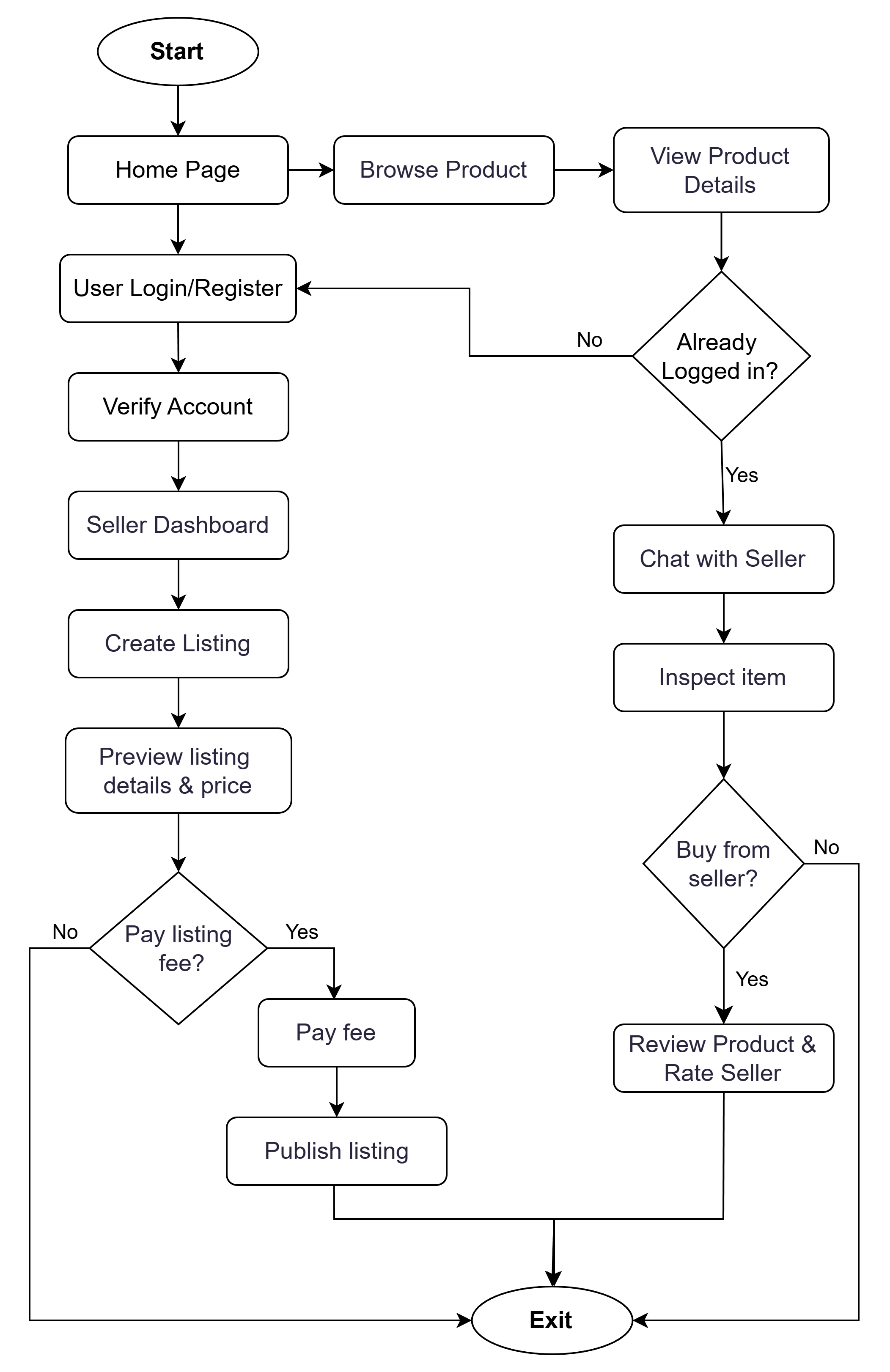 Start
Home Page
Browse Product
View Product
Details
User Login/Register
No
Already
Logged in?
Verify Account
Yes
Seller Dashboard
Chat with Seller
Create Listing
Inspect item
Preview listing
details & price
Buy from
seller?
No
No
Pay listing
fee?
Yes
Yes
Pay fee
Review Product &
Rate Seller
Publish listing
Exit